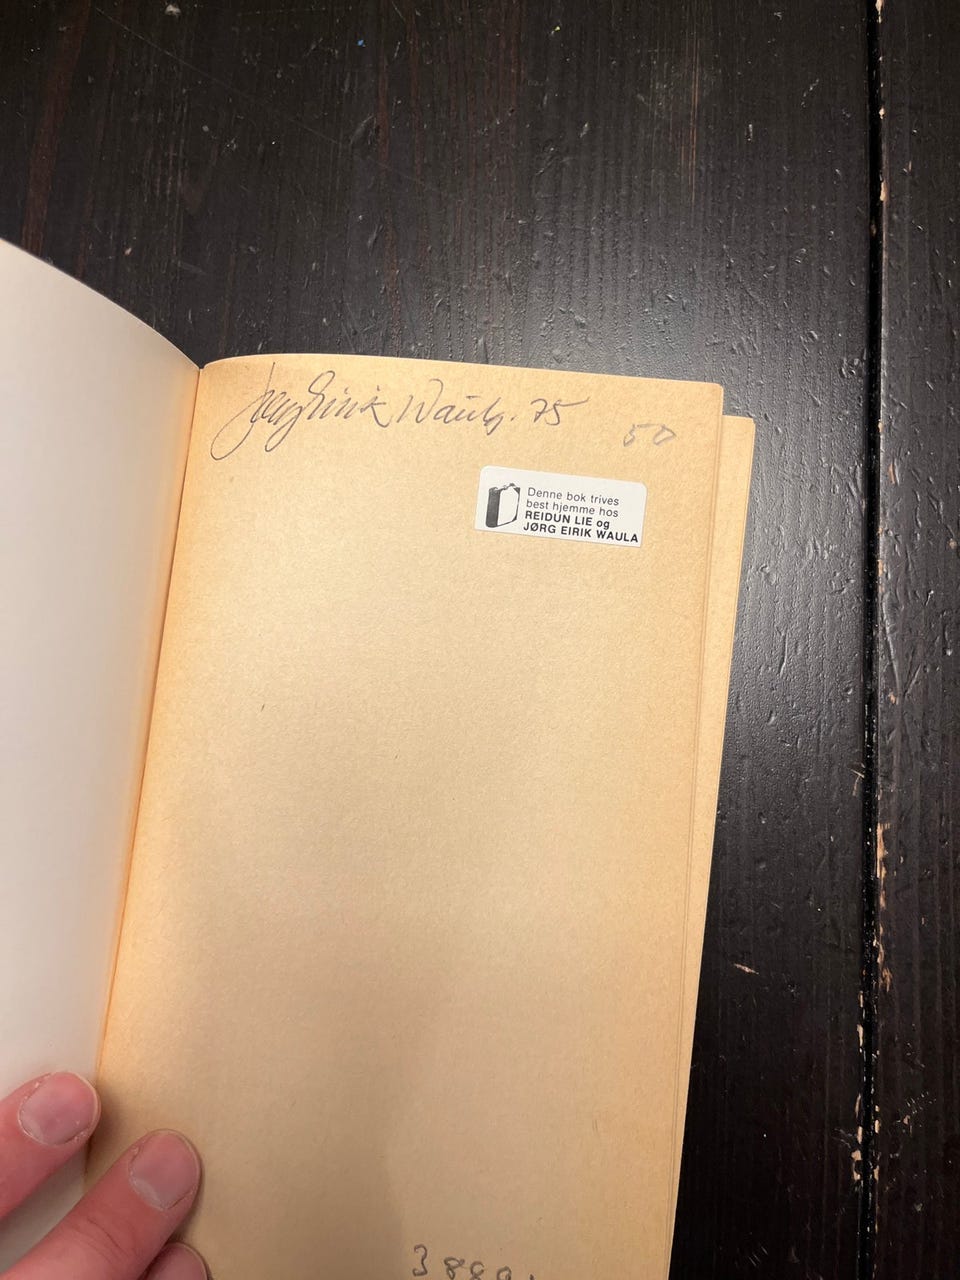 Jørg Eirik Waula. 75
50
Denne bok trives
best hjemme hos
REIDUN LIE og
JØRG EIRIK WAULA